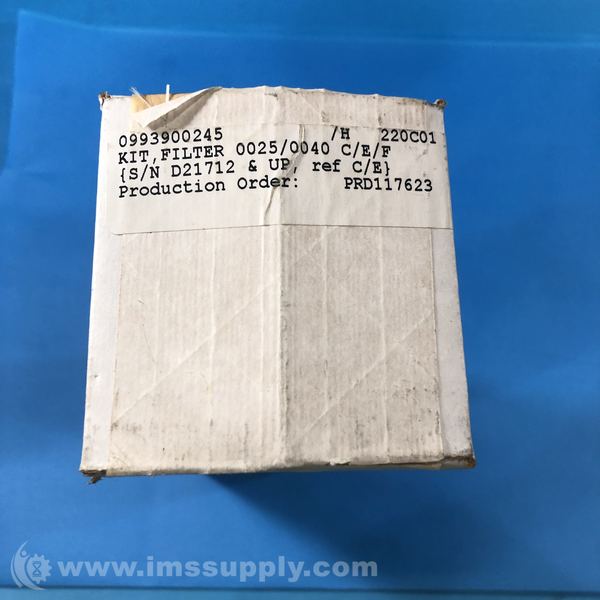 0993900245 /H 220C01
KIT,FILTER 0025/0040 C/E/F
{S/N D21712 & UP, ref C/E}
Production Order: PRD117623
www.imssupply.com